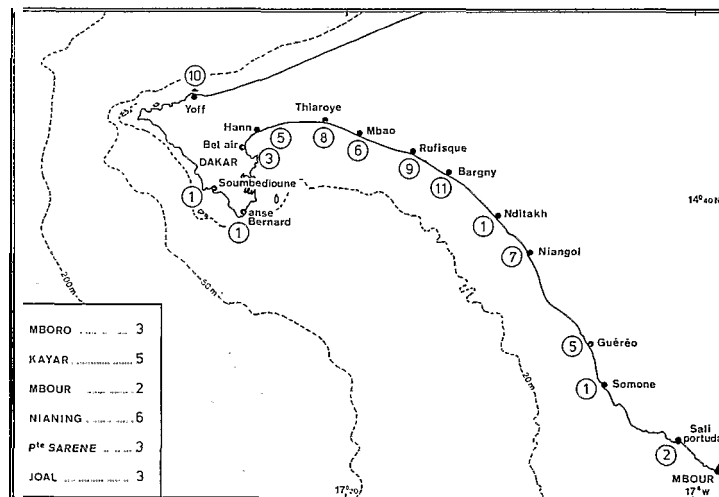 10
Yoff
Thiaroye
Hann
5
8
Mbao
6
Bel air
DAKAR
3
Rufisque
9
Bargny
11
Soumbedioune
1
anse
Bernard
1
Nditakh
1
14°40N
Niangol
7
200m
50m
20m
Guéréo
5
Somone
1
Sali
portudal
2
MBOUR
17°20
17°W
MBORO 3
KAYAR 5
MBOUR 2
NIANING 6
Pte SARENE 3
JOAL 3